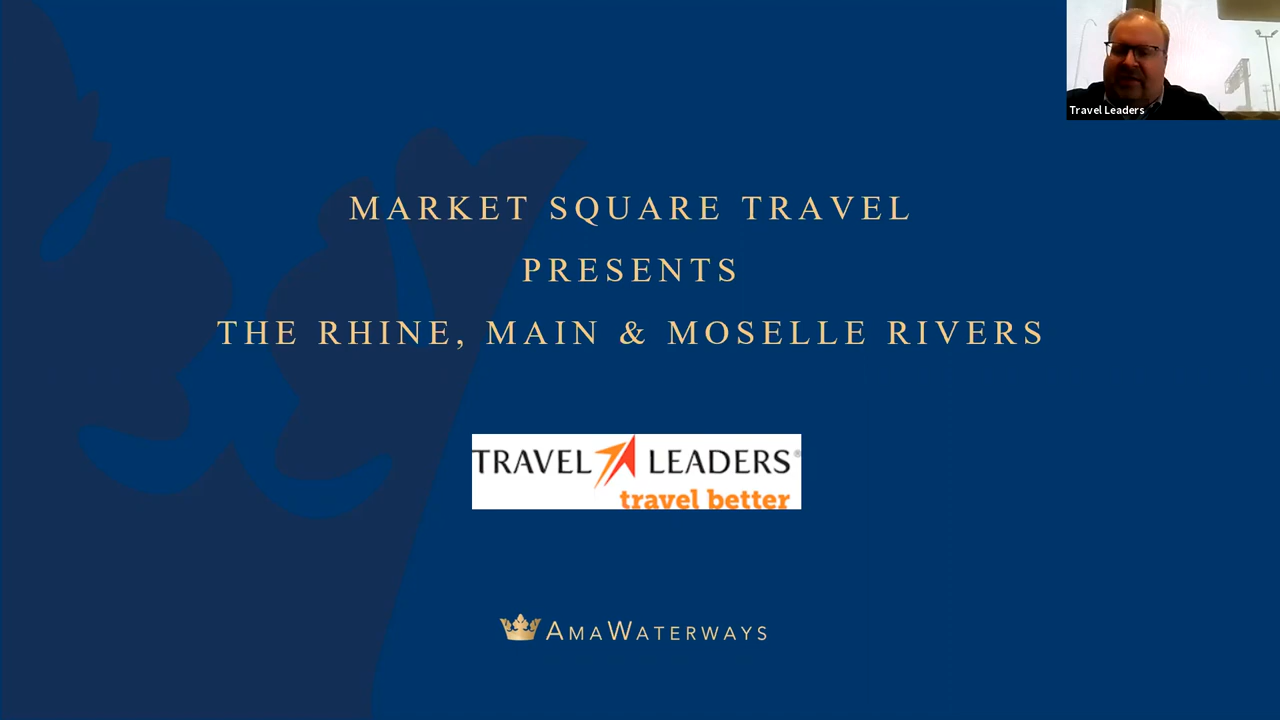 Travel Leaders
MARKET SQUARE TRAVEL
PRESENTS
THE RHINE, MAIN & MOSELLE RIVERS
TRAVEL LEADERS®
travel better
AMAWATERWAYS